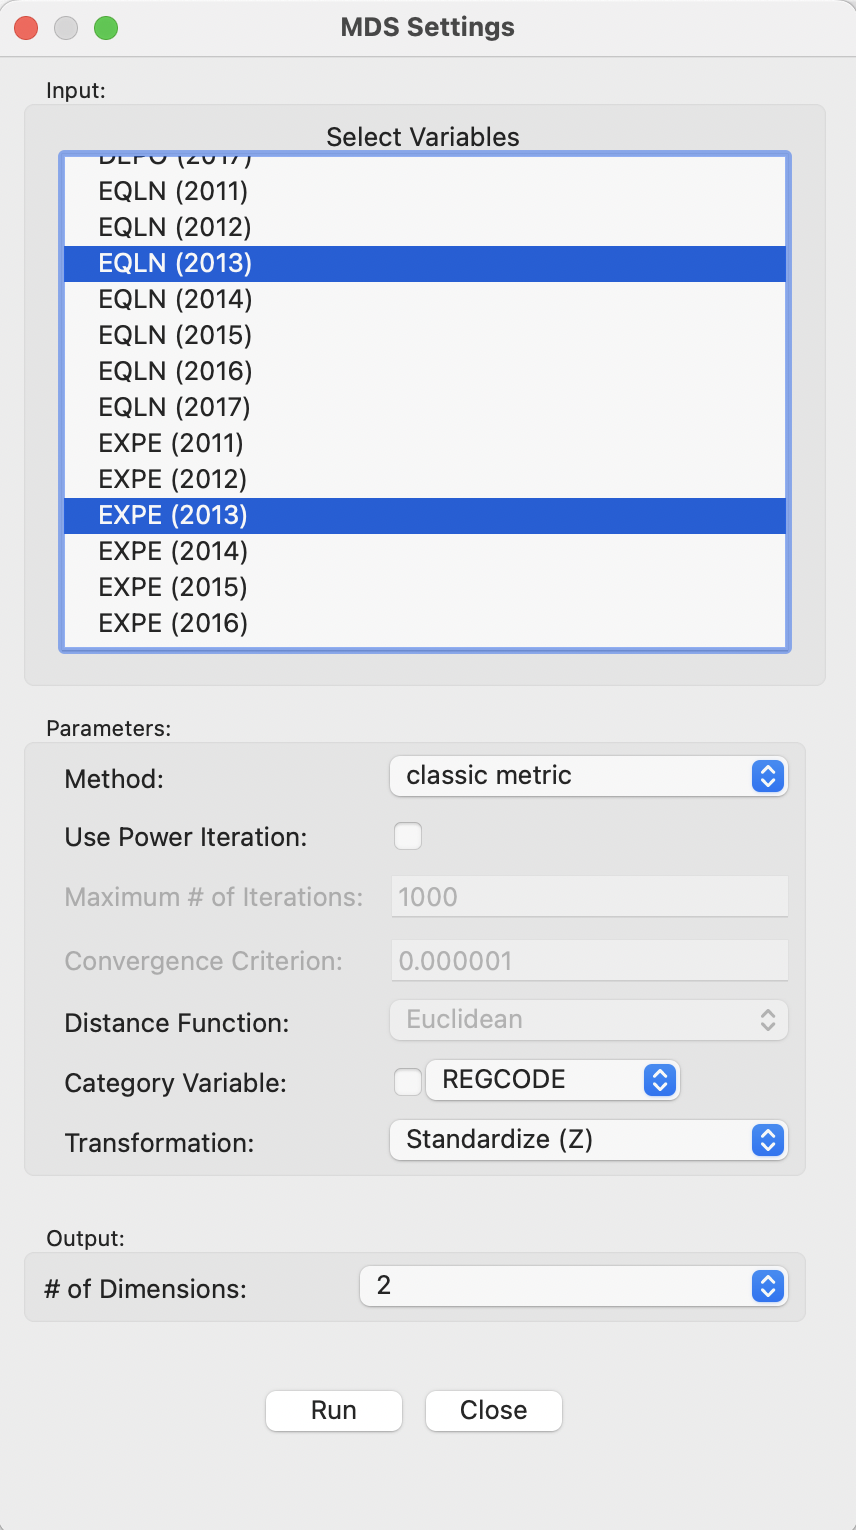 MDS Settings
Input:
Select Variables
DEPO (2017)
EQLN (2011)
EQLN (2012)
EQLN (2013)
EQLN (2014)
EQLN (2015)
EQLN (2016)
EQLN (2017)
EXPE (2011)
EXPE (2012)
EXPE (2013)
EXPE (2014)
EXPE (2015)
EXPE (2016)
Parameters:
Method: classic metric
Use Power Iteration:
Maximum # of Iterations: 1000
Convergence Criterion: 0.000001
Distance Function: Euclidean
Category Variable: REGCODE
Transformation: Standardize (Z)
Output:
# of Dimensions: 2
Run Close